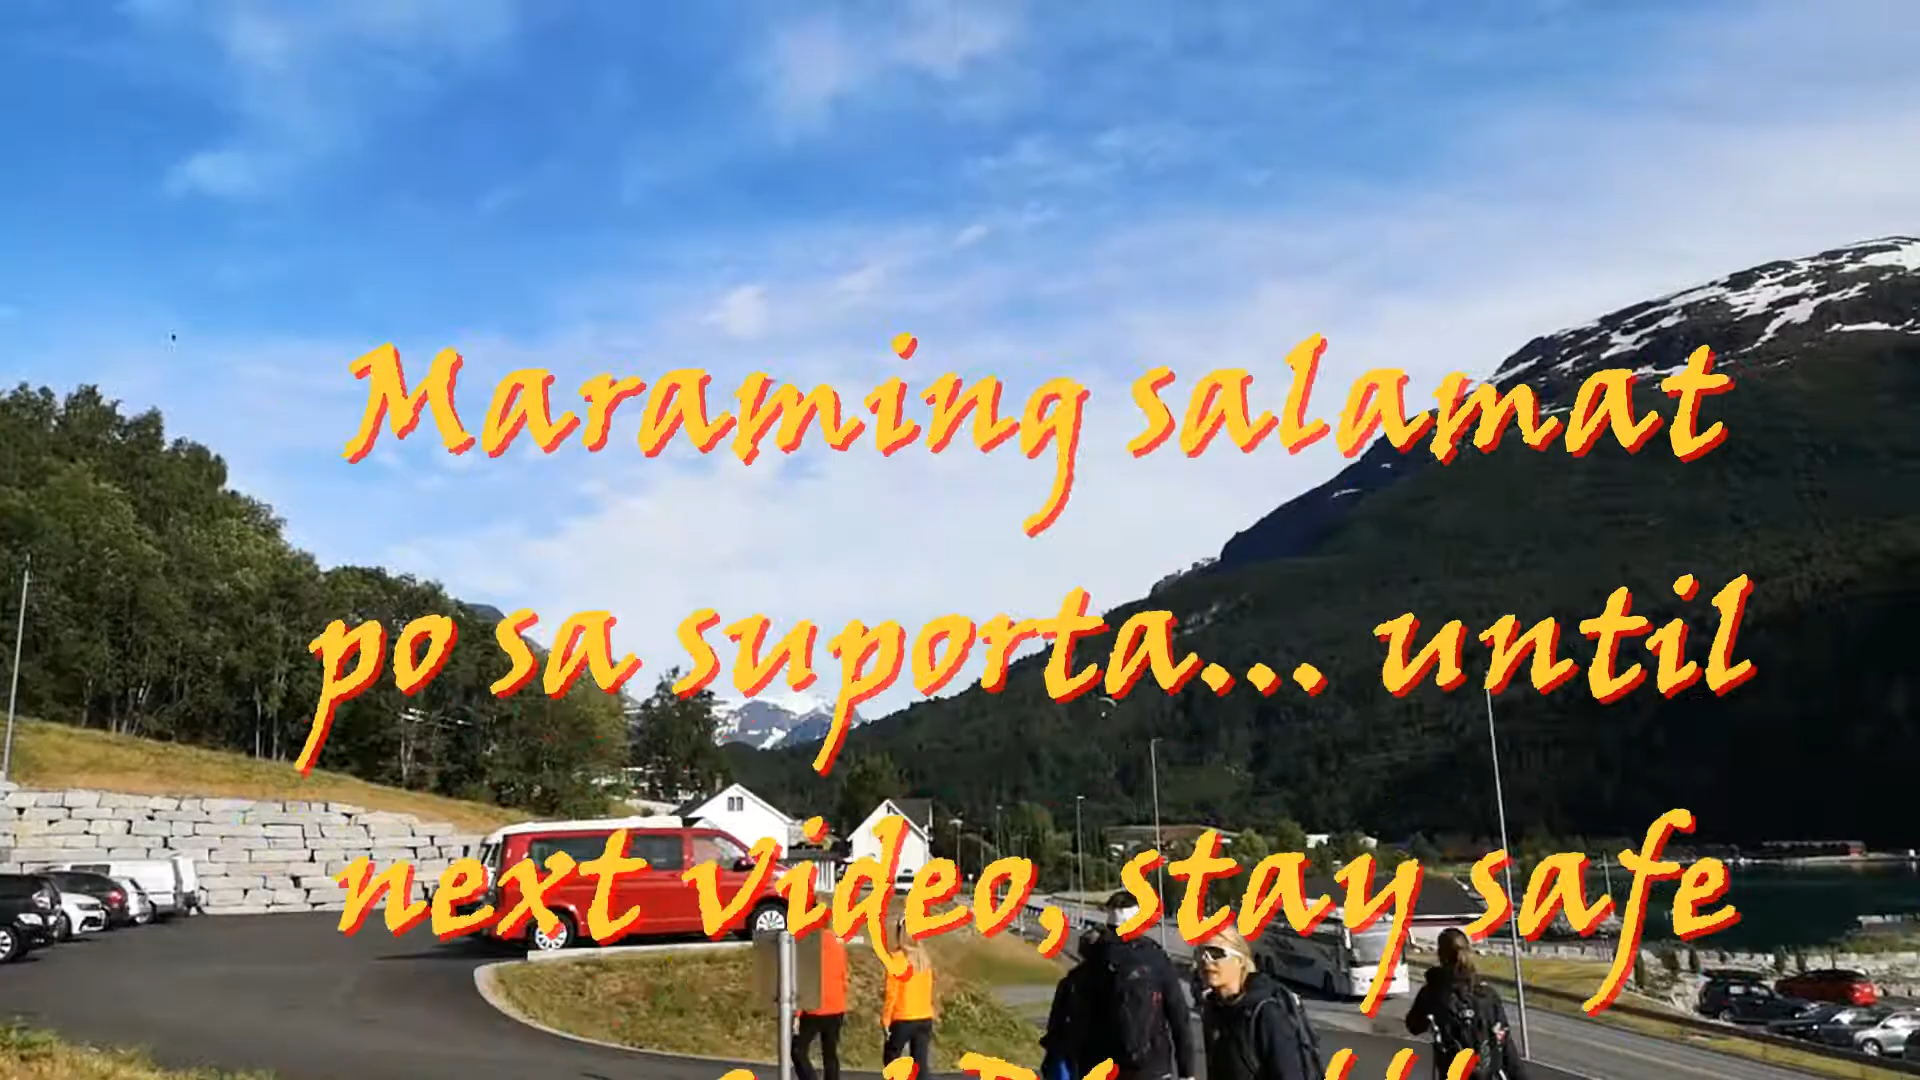 Maraming salamat
po sa suporta... until
next video, stay safe